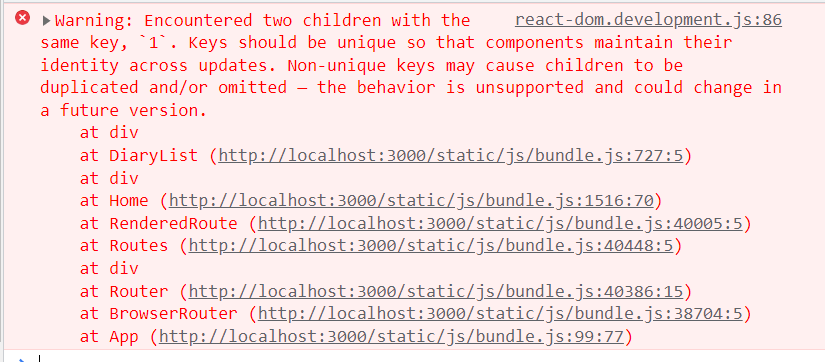 ▶Warning: Encountered two children with the react-dom.development.js:86
same key, `1`. Keys should be unique so that components maintain their
identity across updates. Non-unique keys may cause children to be
duplicated and/or omitted — the behavior is unsupported and could change in
a future version.
at div
at DiaryList (http://localhost:3000/static/js/bundle.js:727:5)
at div
at Home (http://localhost:3000/static/js/bundle.js:1516:70)
at RenderedRoute (http://localhost:3000/static/js/bundle.js:40005:5)
at Routes (http://localhost:3000/static/js/bundle.js:40448:5)
at div
at Router (http://localhost:3000/static/js/bundle.js:40386:15)
at BrowserRouter (http://localhost:3000/static/js/bundle.js:38704:5)
at App (http://localhost:3000/static/js/bundle.js:99:77)